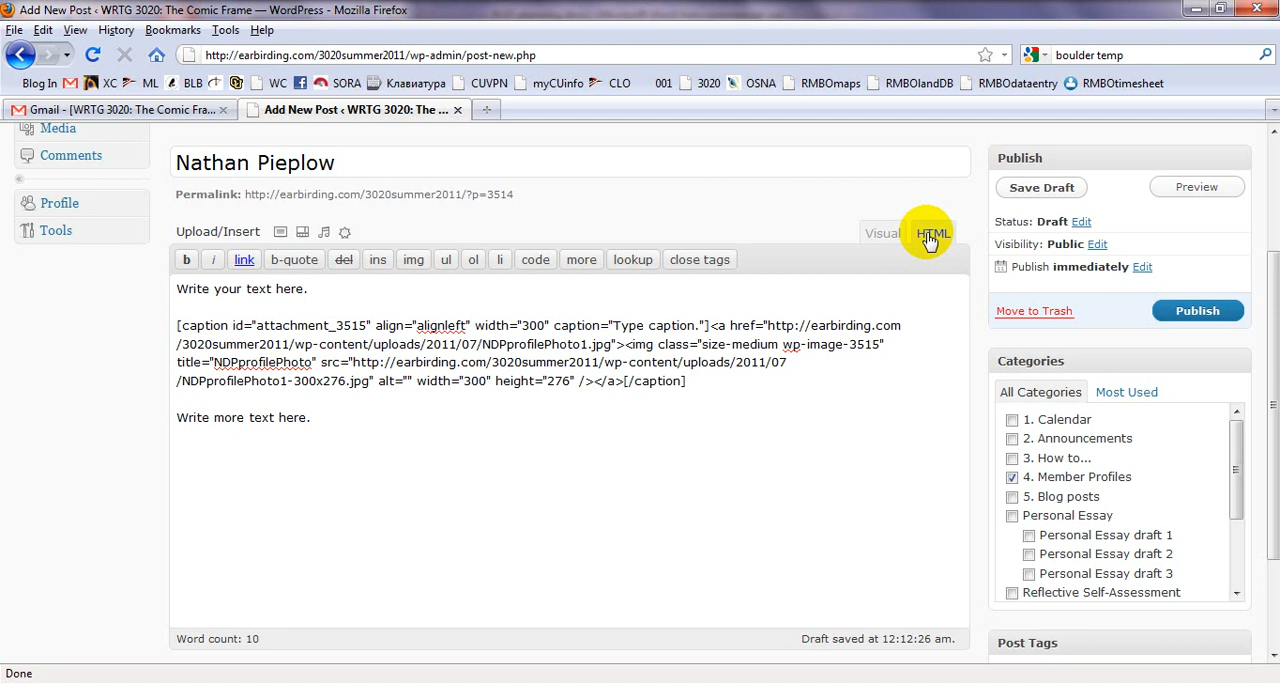 Add New Post ‹ WRTG 3020: The Comic Frame — WordPress - Mozilla Firefox
File Edit View History Bookmarks Tools Help
http://earbirding.com/3020summer2011/wp-admin/post-new.php
boulder temp
Blog In XC ML BLB WC SORA Клавиатура CUVPN myCUinfo CLO 001 3020 OSNA RMBOmaps RMBOlandDB RMBOdataentry RMBOtimesheet
Gmail - [WRTG 3020: The Comic Fra... Add New Post ‹ WRTG 3020: The ...
Media
Comments
Profile
Tools
Nathan Pieplow
Permalink: http://earbirding.com/3020summer2011/?p=3514
Upload/Insert
Visual HTML
b i link b-quote del ins img ul ol li code more lookup close tags
Write your text here.
[caption id="attachment_3515" align="alignleft" width="300" caption="Type caption."]<a href="http://earbirding.com
/3020summer2011/wp-content/uploads/2011/07/NDPprofilePhoto1.jpg"><img class="size-medium wp-image-3515"
title="NDPprofilePhoto" src="http://earbirding.com/3020summer2011/wp-content/uploads/2011/07
/NDPprofilePhoto1-300x276.jpg" alt="" width="300" height="276" /></a>[/caption]
Write more text here.
Word count: 10
Draft saved at 12:12:26 am.
Publish
Save Draft Preview
Status: Draft Edit
Visibility: Public Edit
Publish immediately Edit
Move to Trash Publish
Categories
All Categories Most Used
1. Calendar
2. Announcements
3. How to...
4. Member Profiles
5. Blog posts
Personal Essay
Personal Essay draft 1
Personal Essay draft 2
Personal Essay draft 3
Reflective Self-Assessment
Post Tags
Done